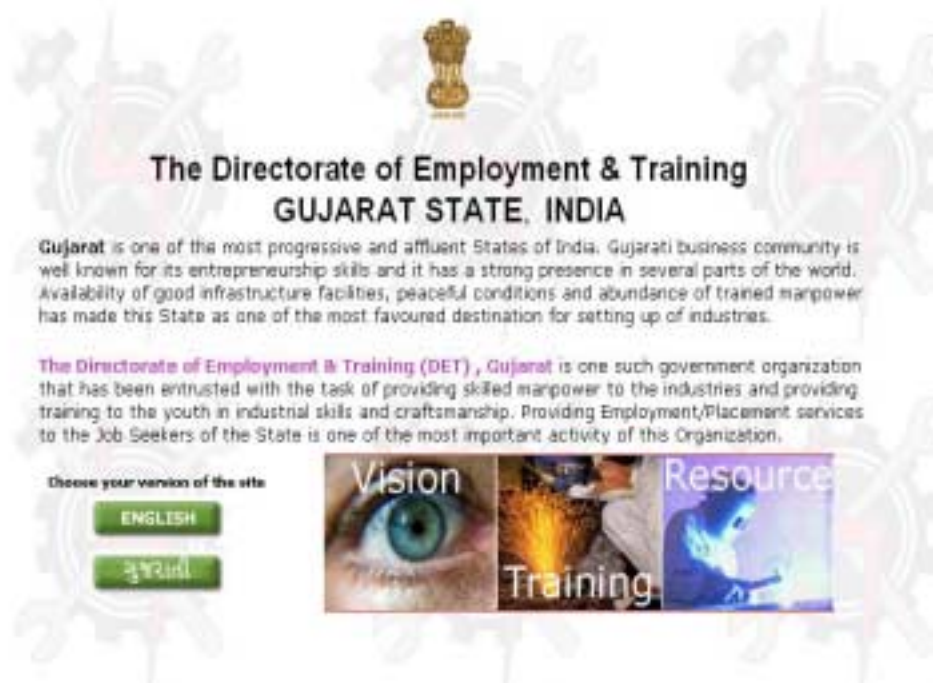 The Directorate of Employment & Training
GUJARAT STATE, INDIA
Gujarat is one of the most progressive and affluent States of India. Gujarati business community is
well known for its entrepreneurship skills and it has a strong presence in several parts of the world.
Availability of good infrastructure facilities, peaceful conditions and abundance of trained manpower
has made this State as one of the most favoured destination for setting up of industries.
The Directorate of Employment & Training (DET) , Gujarat is one such government organization
that has been entrusted with the task of providing skilled manpower to the industries and providing
training to the youth in industrial skills and craftsmanship. Providing Employment/Placement services
to the Job Seekers of the State is one of the most important activity of this Organization.
Choose your version of the site
ENGLISH
ગુજરાતી
Vision
Training
Resource